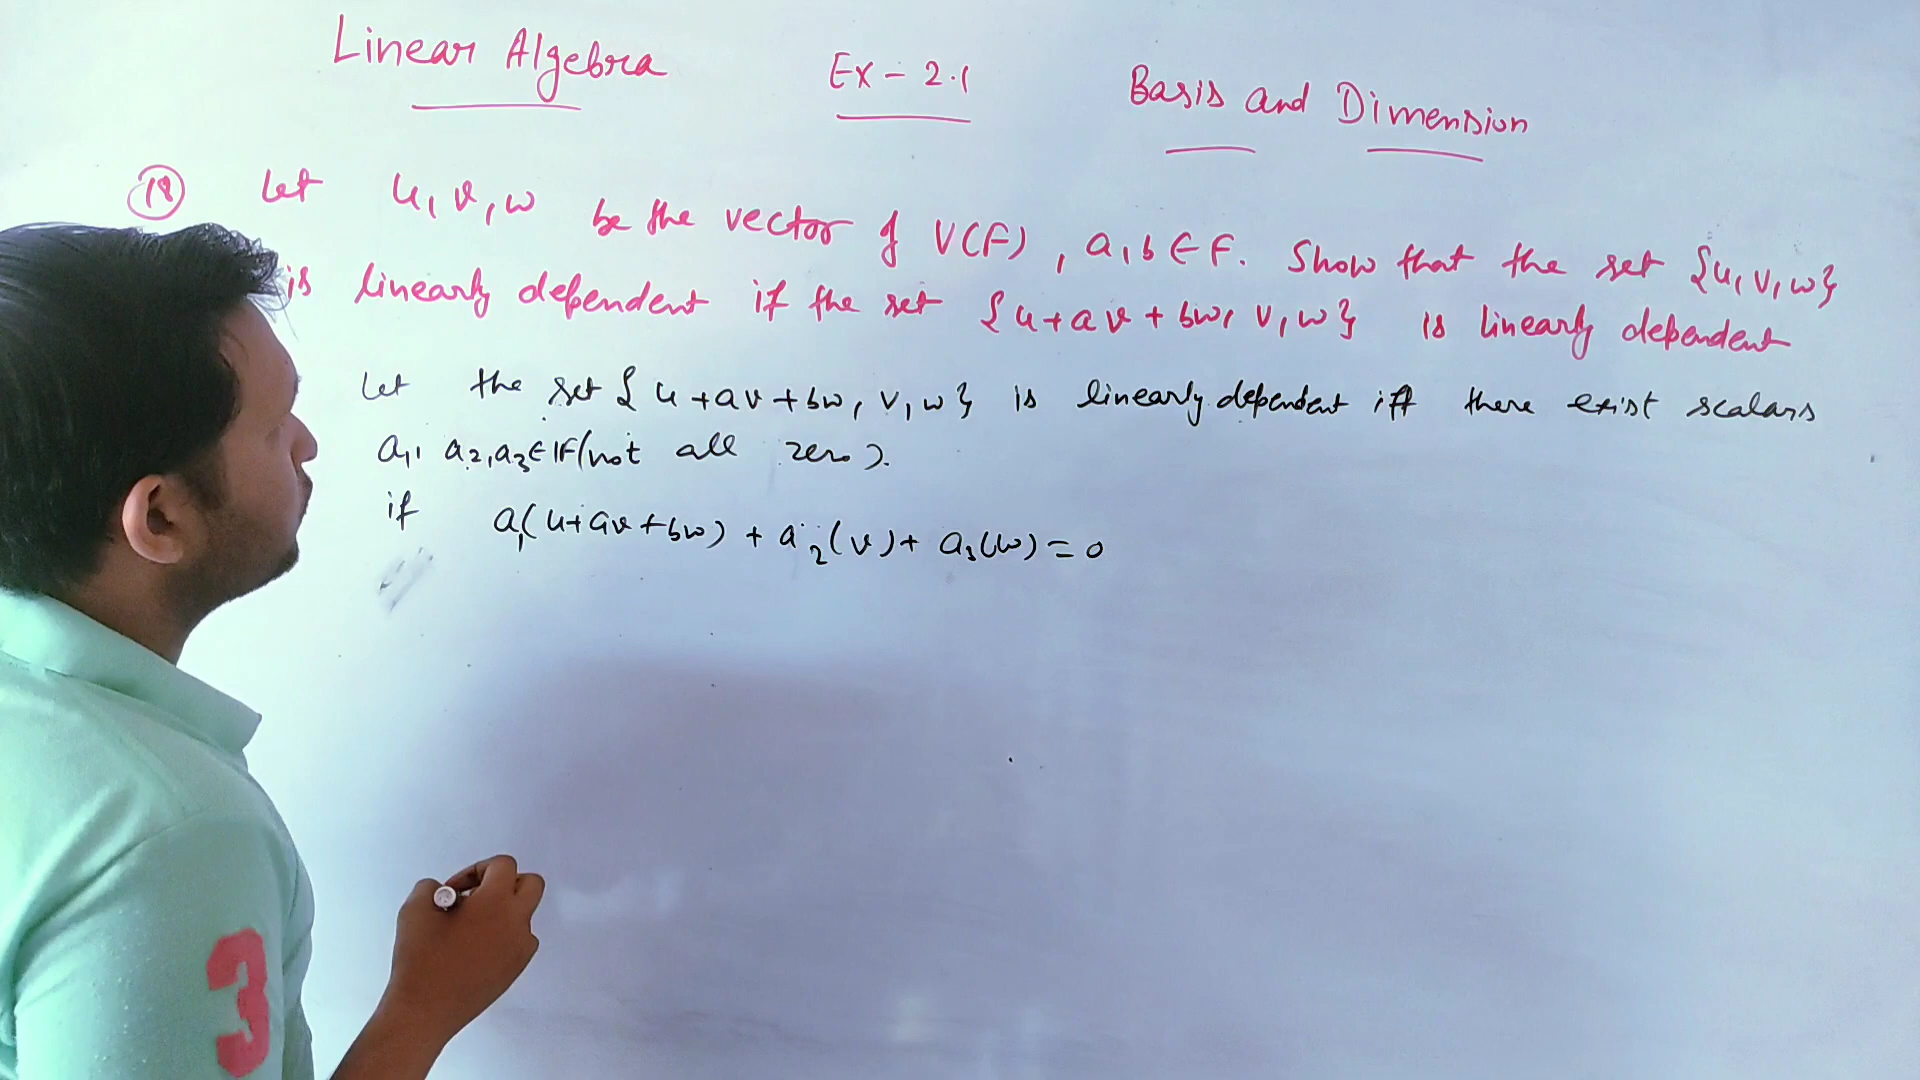 Linear Algebra Ex - 2.1 Basis and Dimension
18 Let u, v, w be the vector of V(F), a, b ∈ F. Show that the set {u, v, w}
is linearly dependent if the set {u + av + bw, v, w} is linearly dependent
Let the set { u + av + bw, v, w} is linearly dependent iff there exist scalars
a₁, a₂, a₃ ∈ IF (not all zero).
if a₁(u + av + bw) + a₂(v) + a₃(w) = 0
3